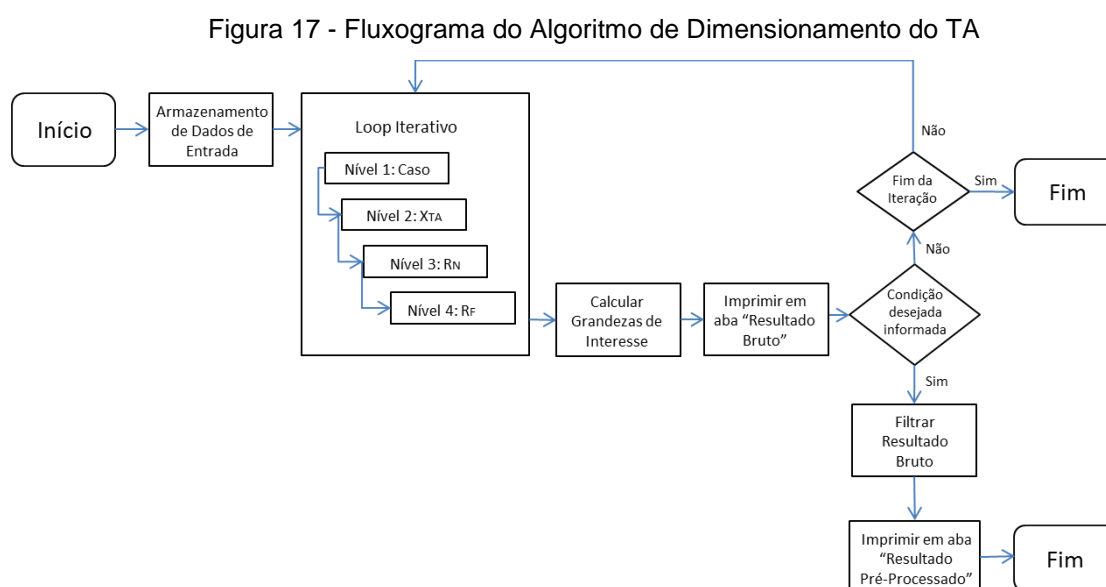 Figura 17 - Fluxograma do Algoritmo de Dimensionamento do TA
Início
Armazenamento
de Dados de
Entrada
Loop Iterativo
Nível 1: Caso
Nível 2: XTA
Nível 3: RN
Nível 4: RF
Calcular
Grandezas de
Interesse
Imprimir em
aba “Resultado
Bruto”
Condição
desejada
informada
Não
Fim da
Iteração
Não
Sim
Fim
Sim
Filtrar
Resultado
Bruto
Imprimir em aba
“Resultado
Pré-Processado”
Fim